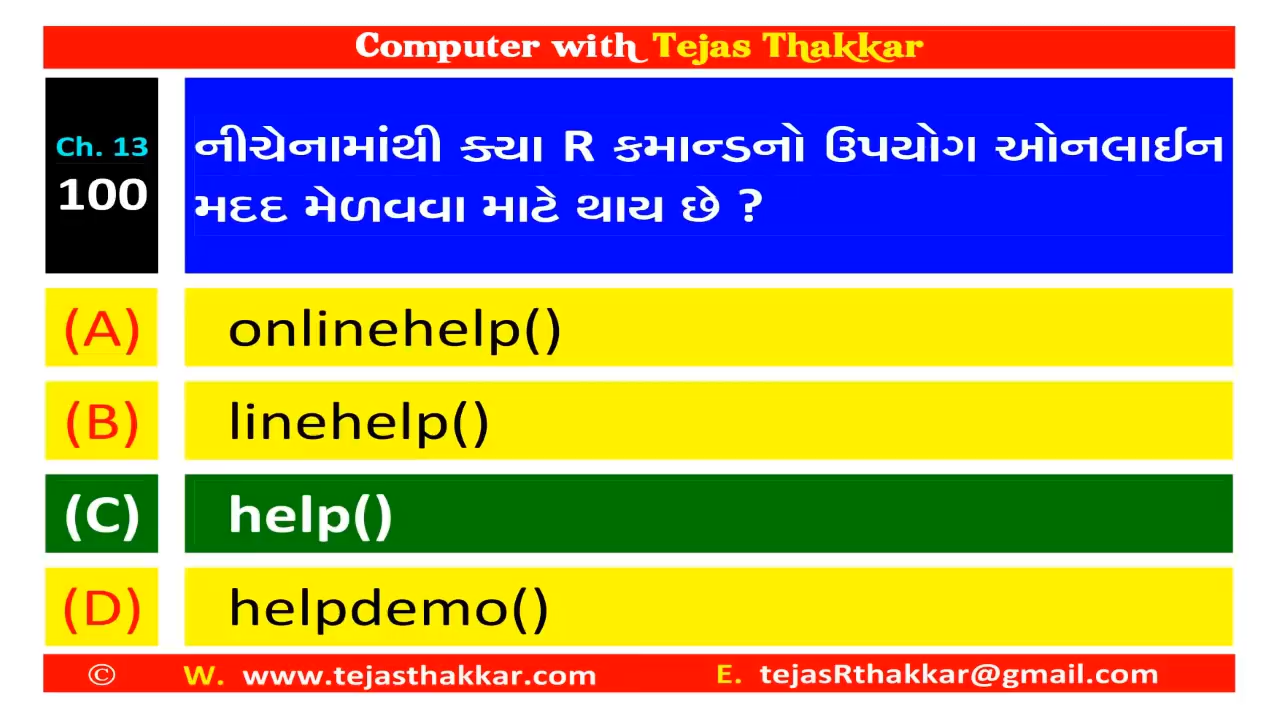 Computer with Tejas Thakkar
Ch. 13
100
નીચેનામાંથી ક્યા R કમાન્ડનો ઉપયોગ ઓનલાઈન
મદદ મેળવવા માટે થાય છે ?
(A) onlinehelp()
(B) linehelp()
(C) help()
(D) helpdemo()
© W. www.tejasthakkar.com E. tejasRthakkar@gmail.com